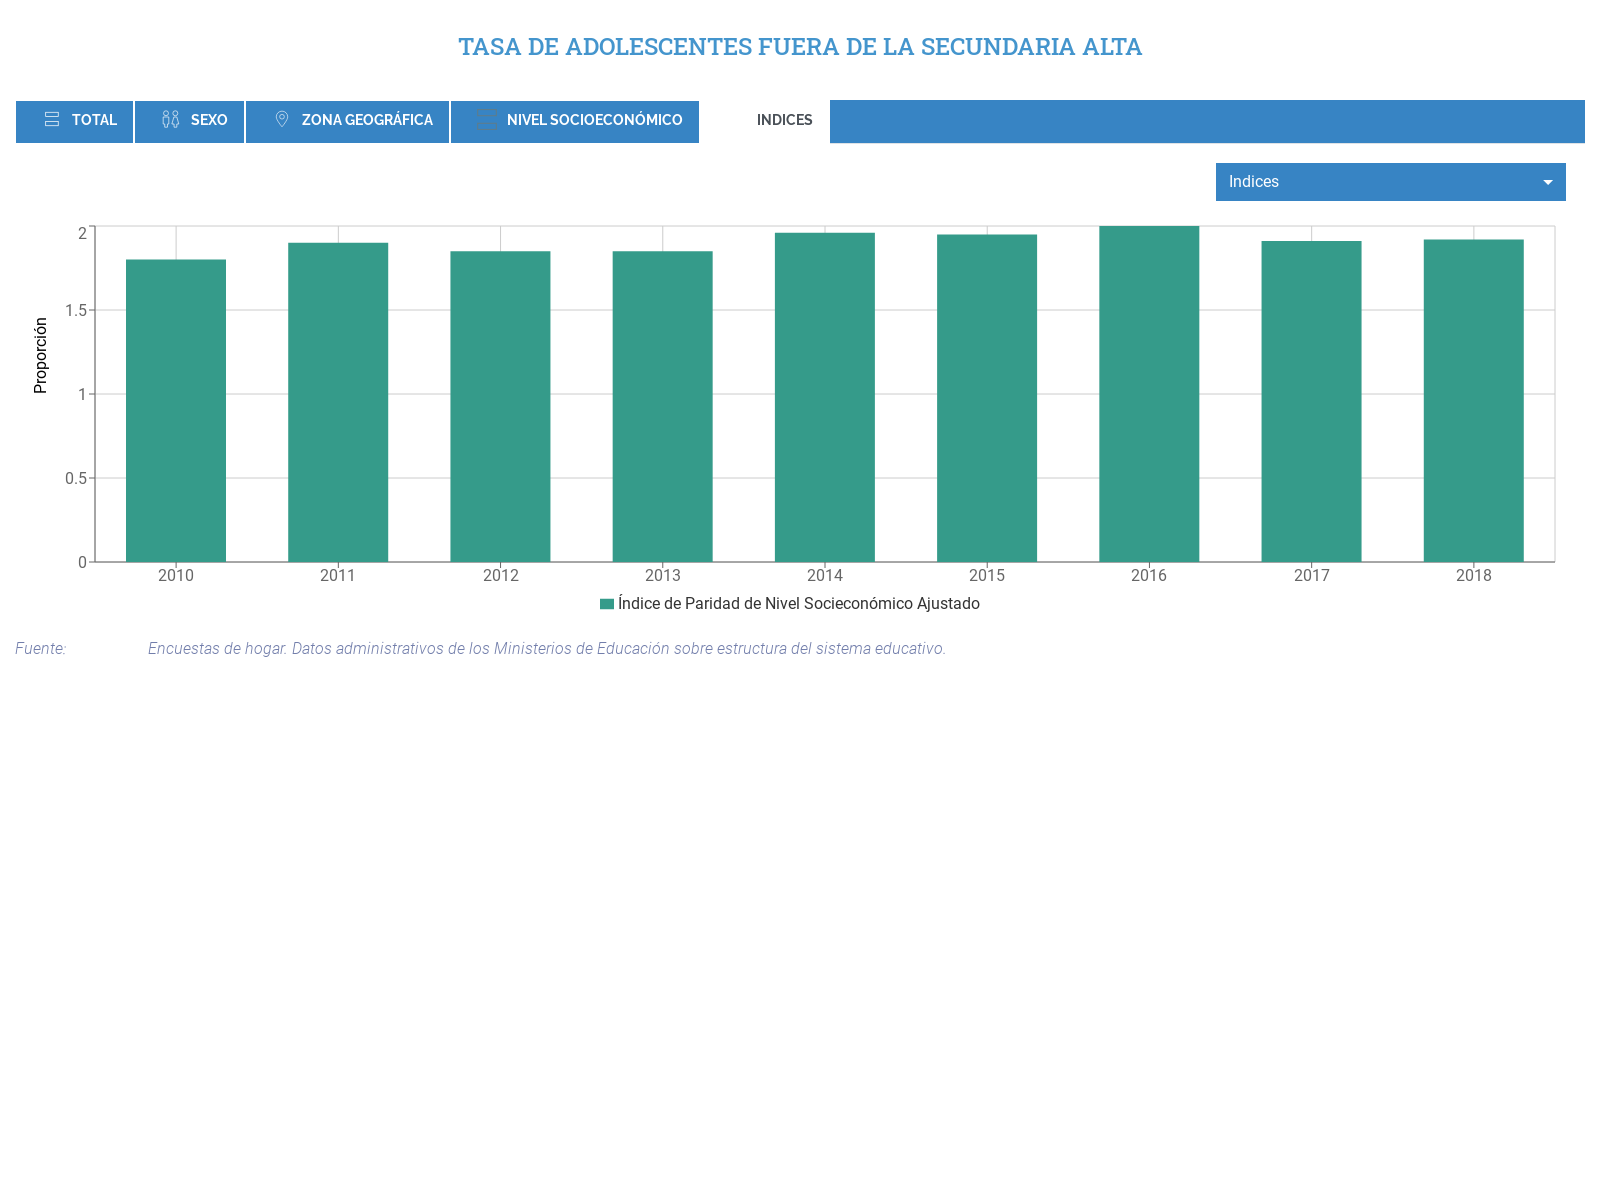 TASA DE ADOLESCENTES FUERA DE LA SECUNDARIA ALTA
TOTAL SEXO ZONA GEOGRÁFICA NIVEL SOCIOECONÓMICO INDICES
Indices
Proporción
2
1.5
1
0.5
0
2010 2011 2012 2013 2014 2015 2016 2017 2018
Índice de Paridad de Nivel Socieconómico Ajustado
Fuente: Encuestas de hogar. Datos administrativos de los Ministerios de Educación sobre estructura del sistema educativo.